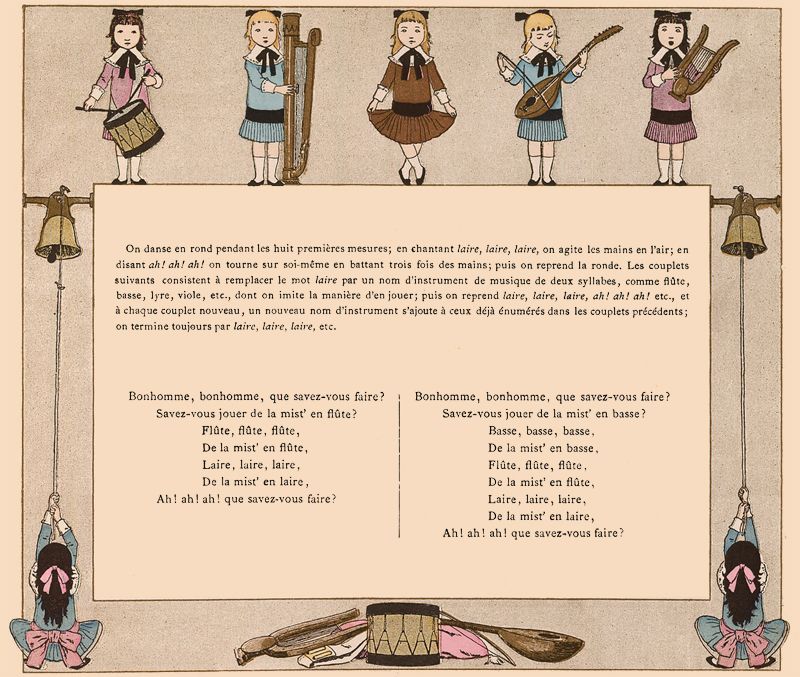 On danse en rond pendant les huit premières mesures; en chantant laire, laire, laire, on agite les mains en l'air; en
disant ah! ah! ah! on tourne sur soi-même en battant trois fois des mains; puis on reprend la ronde. Les couplets
suivants consistent à remplacer le mot laire par un nom d'instrument de musique de deux syllabes, comme flûte,
basse, lyre, viole, etc., dont on imite la manière d'en jouer; puis on reprend laire, laire, laire, ah! ah! ah! etc., et
à chaque couplet nouveau, un nouveau nom d'instrument s'ajoute à ceux déjà énumérés dans les couplets précédents;
on termine toujours par laire, laire, laire, etc.
Bonhomme, bonhomme, que savez-vous faire?
Savez-vous jouer de la mist' en flûte?
Flûte, flûte, flûte,
De la mist' en flûte,
Laire, laire, laire,
De la mist' en laire,
Ah! ah! ah! que savez-vous faire?
Bonhomme, bonhomme, que savez-vous faire?
Savez-vous jouer de la mist' en basse?
Basse, basse, basse,
De la mist' en basse,
Flûte, flûte, flûte,
De la mist' en flûte,
Laire, laire, laire,
De la mist' en laire,
Ah! ah! ah! que savez-vous faire?